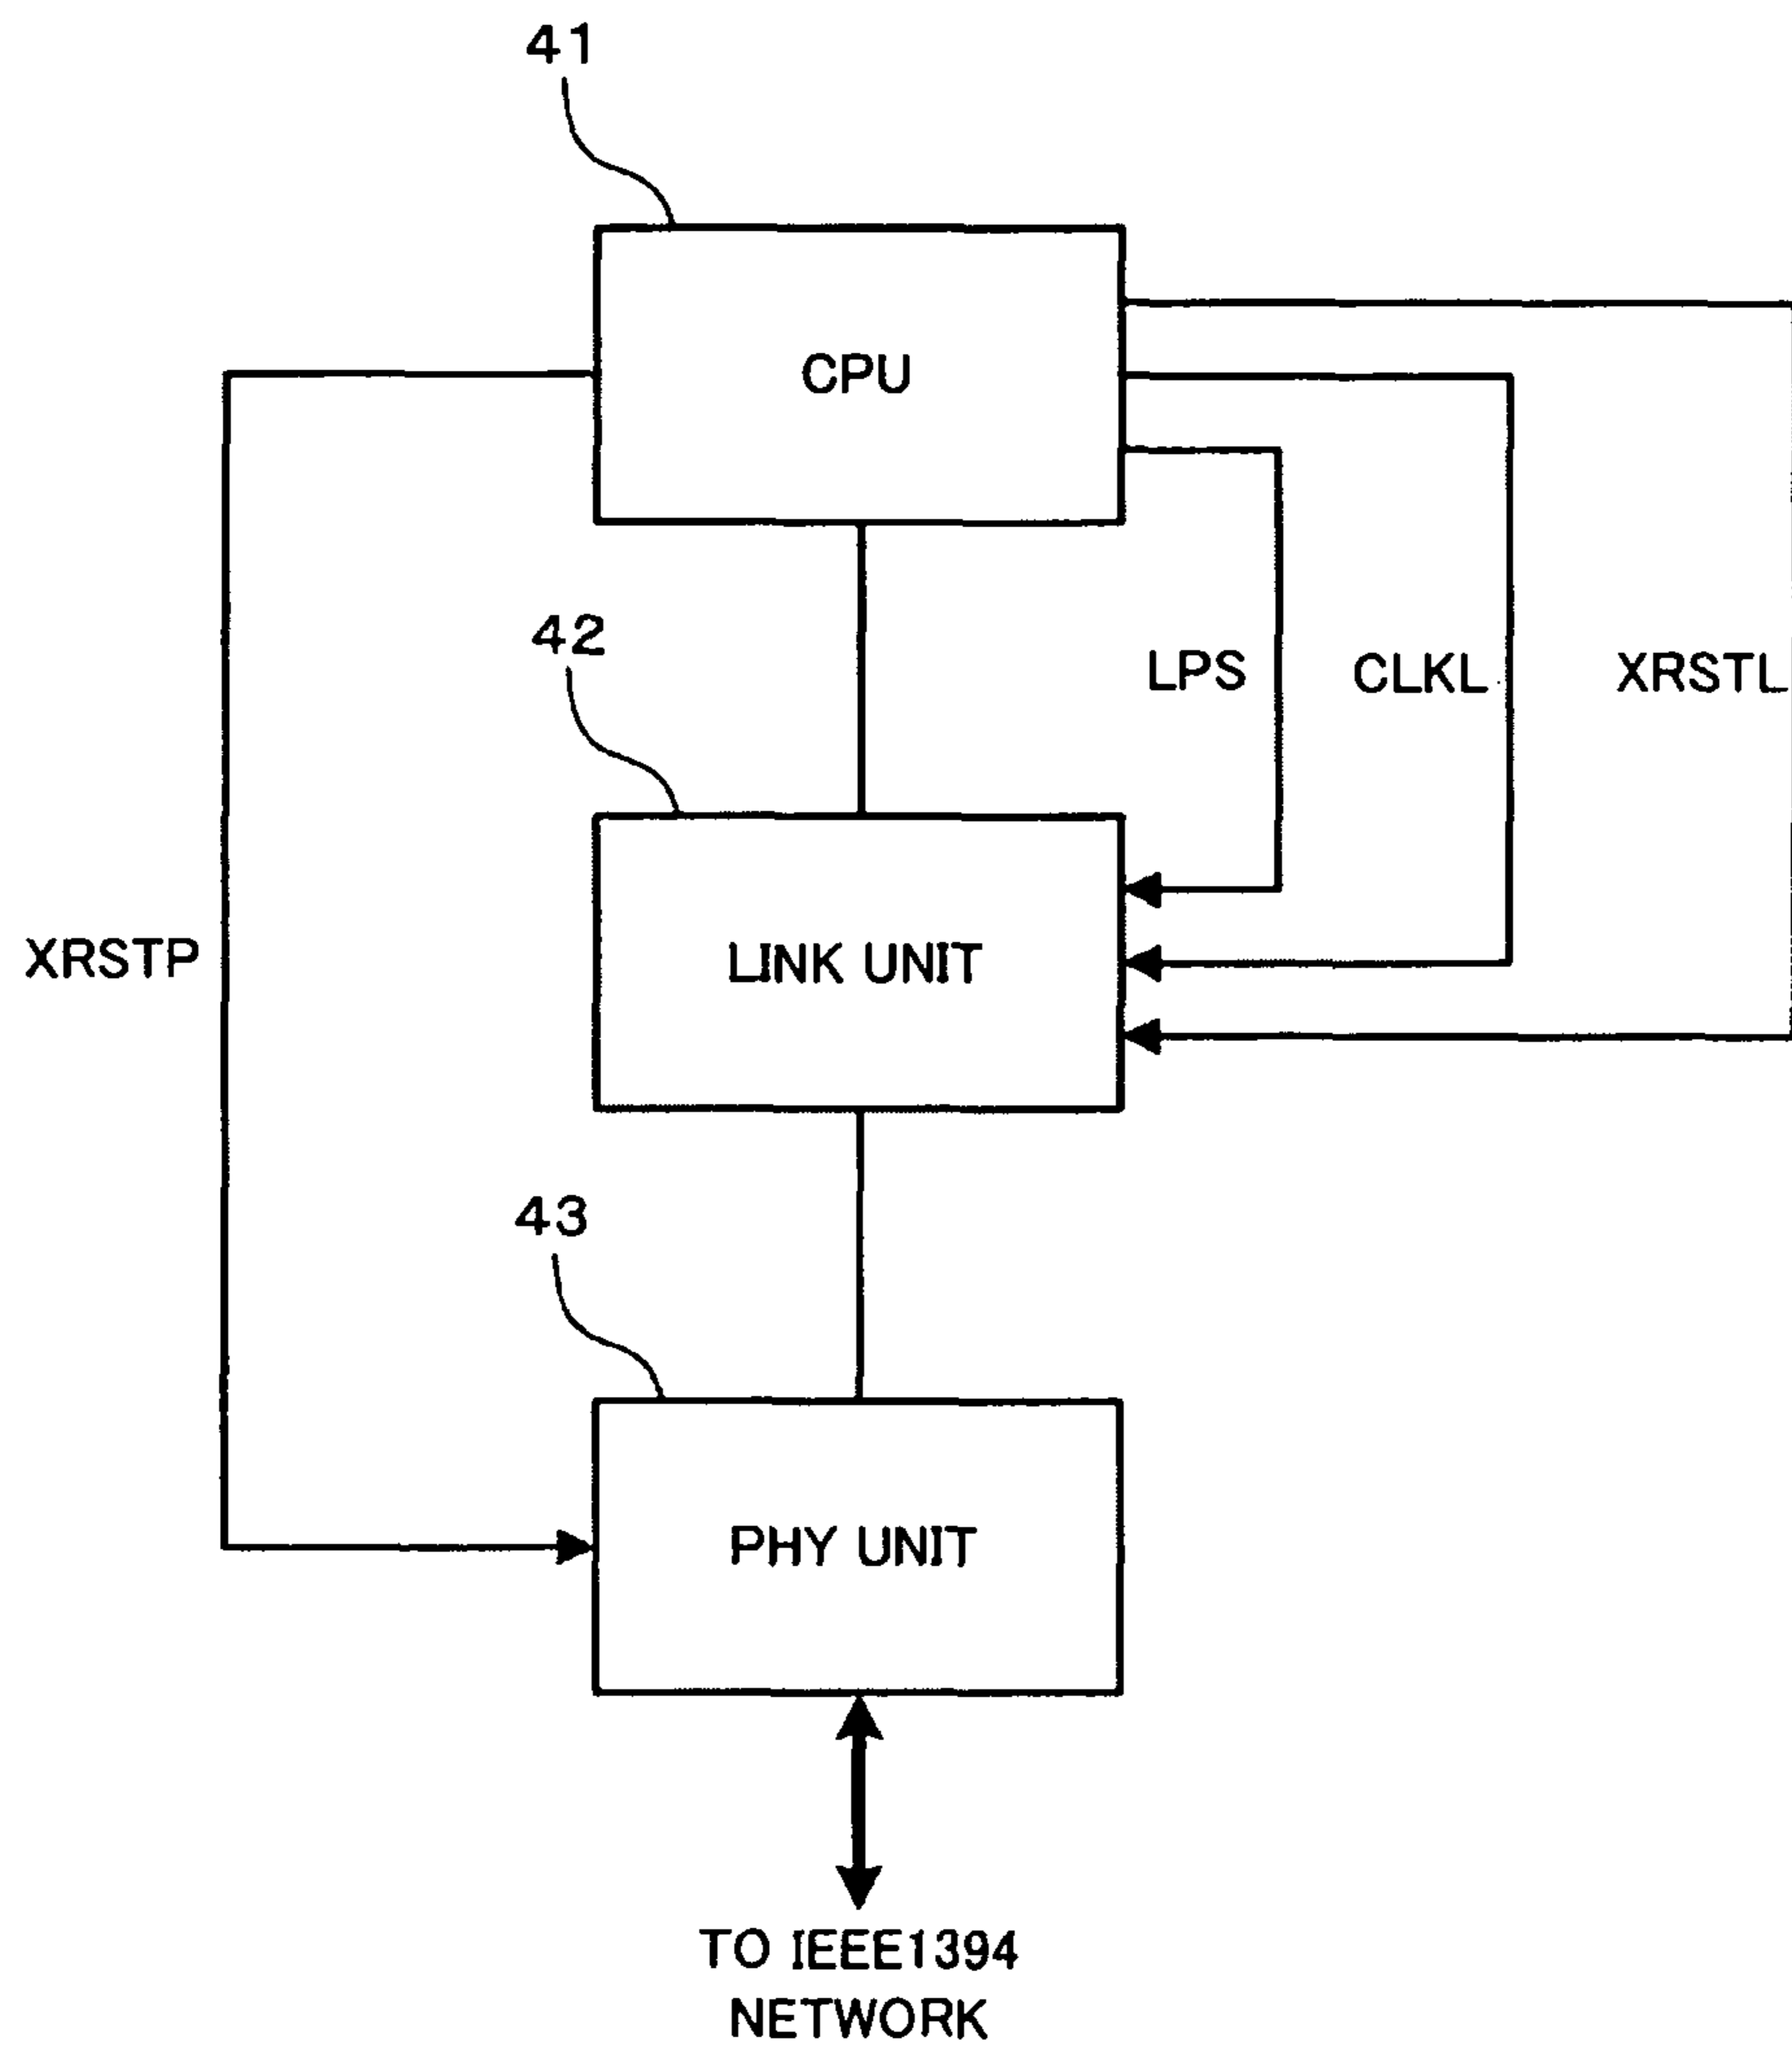 41
CPU
42
LPS
CLKL
XRSTL
XRSTP
LINK UNIT
43
PHY UNIT
TO IEEE1394
NETWORK